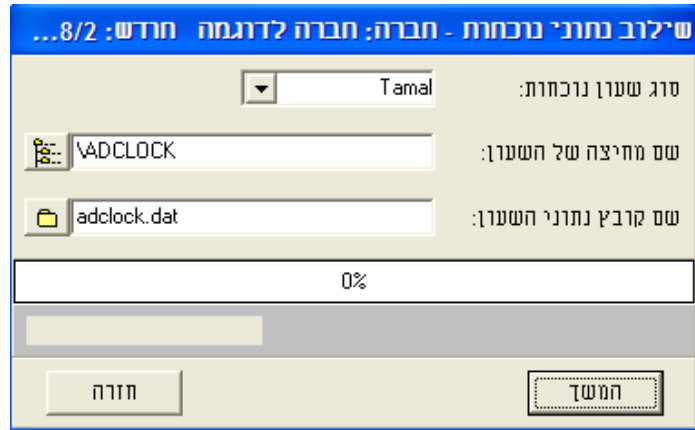 שילוב נתוני נוכחות - חברה: חברה לדוגמה חודש: 8/2...
סוג שעון נוכחות: Tamal
שם מחיצה של השעון: \ADCLOCK
שם קובץ נתוני השעון: adclock.dat
0%
המשך חזרה